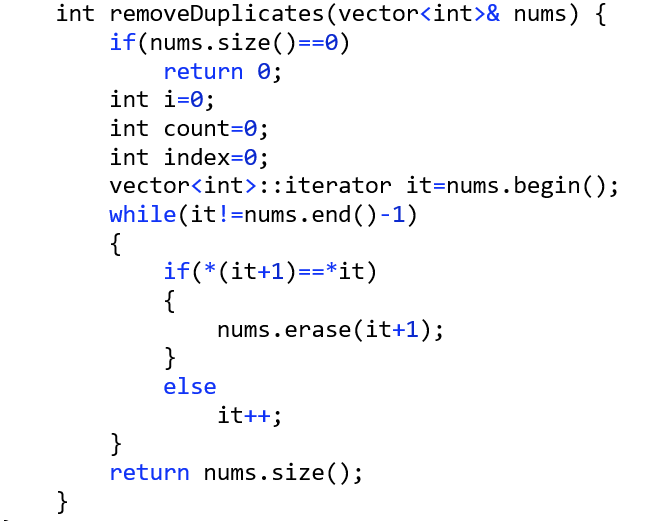 int removeDuplicates(vector<int>& nums) {
if(nums.size()==0)
return 0;
int i=0;
int count=0;
int index=0;
vector<int>::iterator it=nums.begin();
while(it!=nums.end()-1)
{
if(*(it+1)==*it)
{
nums.erase(it+1);
}
else
it++;
}
return nums.size();
}